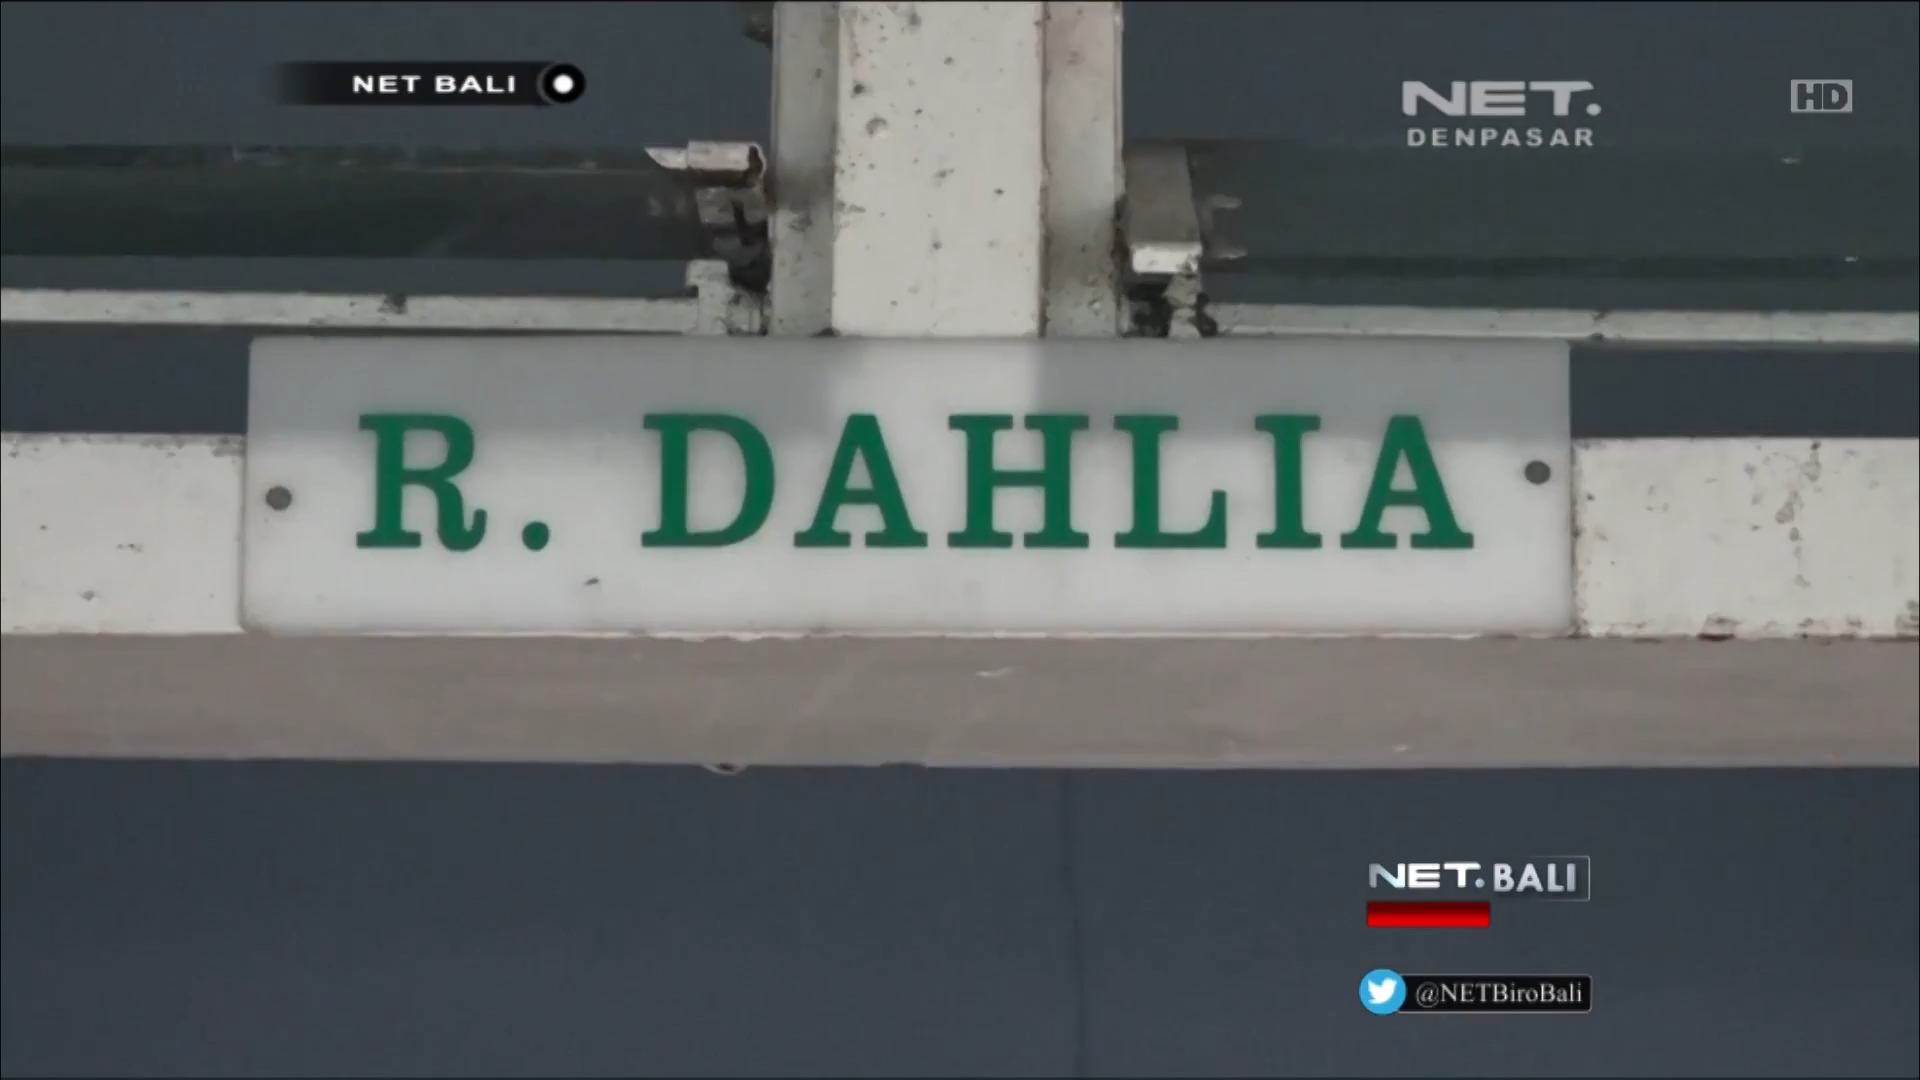 NET BALI
NET.
DENPASAR
HD
R. DAHLIA
NET. BALI
@NETBiroBali